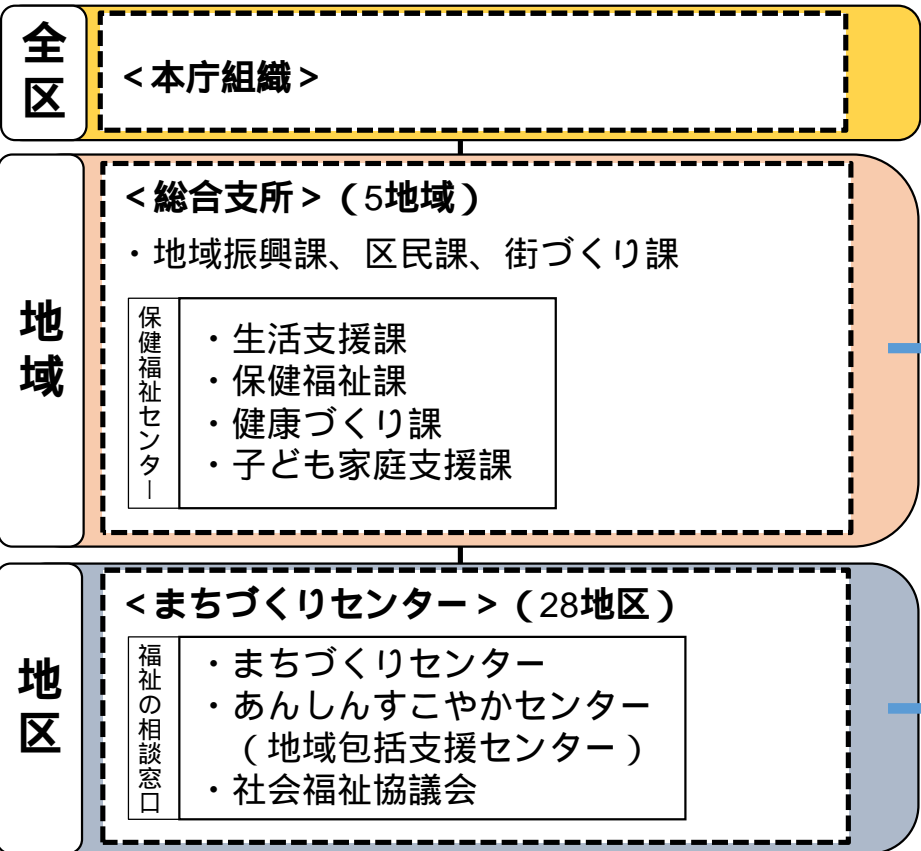 全区
<本庁組織>
地域
<総合支所>(5地域)
・地域振興課、区民課、街づくり課
保健福祉センター
・生活支援課
・保健福祉課
・健康づくり課
・子ども家庭支援課
地区
<まちづくりセンター>(28地区)
福祉の相談窓口
・まちづくりセンター
・あんしんすこやかセンター
(地域包括支援センター)
・社会福祉協議会